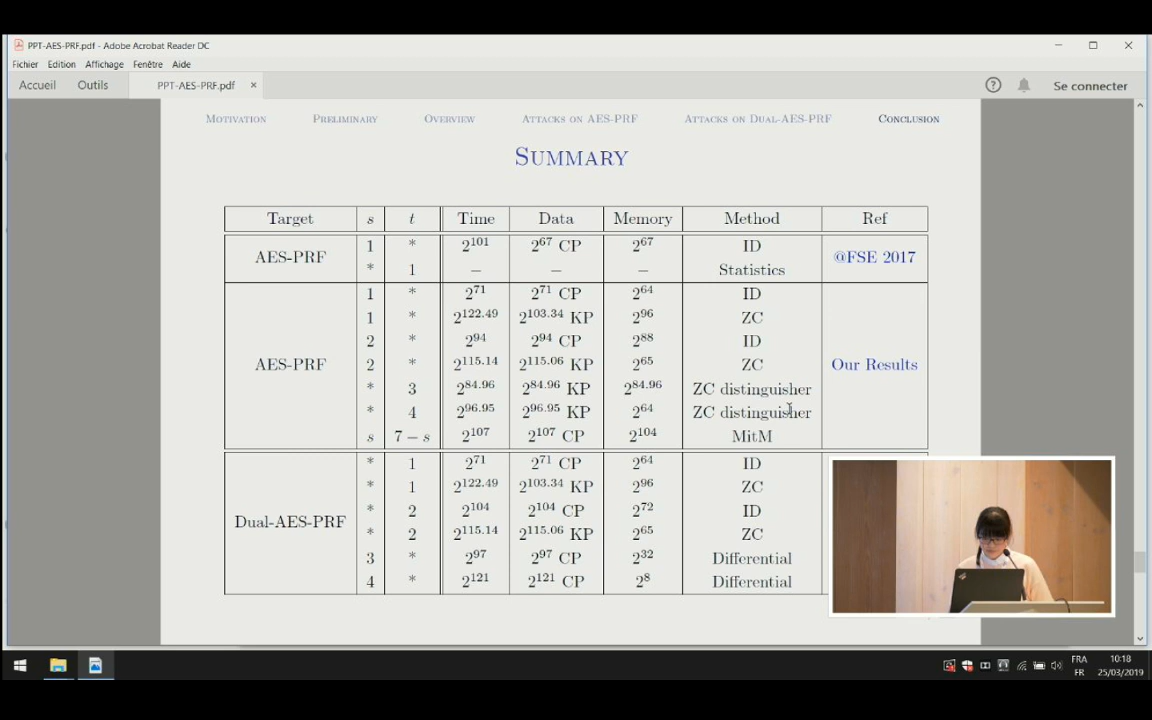 PPT-AES-PRF.pdf - Adobe Acrobat Reader DC
Fichier Edition Affichage Fenêtre Aide
Accueil Outils PPT-AES-PRF.pdf × Se connecter
MOTIVATION PRELIMINARY OVERVIEW ATTACKS ON AES-PRF ATTACKS ON DUAL-AES-PRF CONCLUSION
SUMMARY
Target s t Time Data Memory Method Ref
AES-PRF 1 * 2^101 2^67 CP 2^67 ID @FSE 2017
* 1 – – – Statistics
AES-PRF 1 * 2^71 2^71 CP 2^64 ID Our Results
1 * 2^122.49 2^103.34 KP 2^96 ZC
2 * 2^94 2^94 CP 2^88 ID
2 * 2^115.14 2^115.06 KP 2^65 ZC
* 3 2^84.96 2^84.96 KP 2^84.96 ZC distinguisher
* 4 2^96.95 2^96.95 KP 2^64 ZC distinguisher
s 7 – s 2^107 2^107 CP 2^104 MitM
Dual-AES-PRF * 1 2^71 2^71 CP 2^64 ID
* 1 2^122.49 2^103.34 KP 2^96 ZC
* 2 2^104 2^104 CP 2^72 ID
* 2 2^115.14 2^115.06 KP 2^65 ZC
3 * 2^97 2^97 CP 2^32 Differential
4 * 2^121 2^121 CP 2^8 Differential
FRA 10:18
FR 25/03/2019